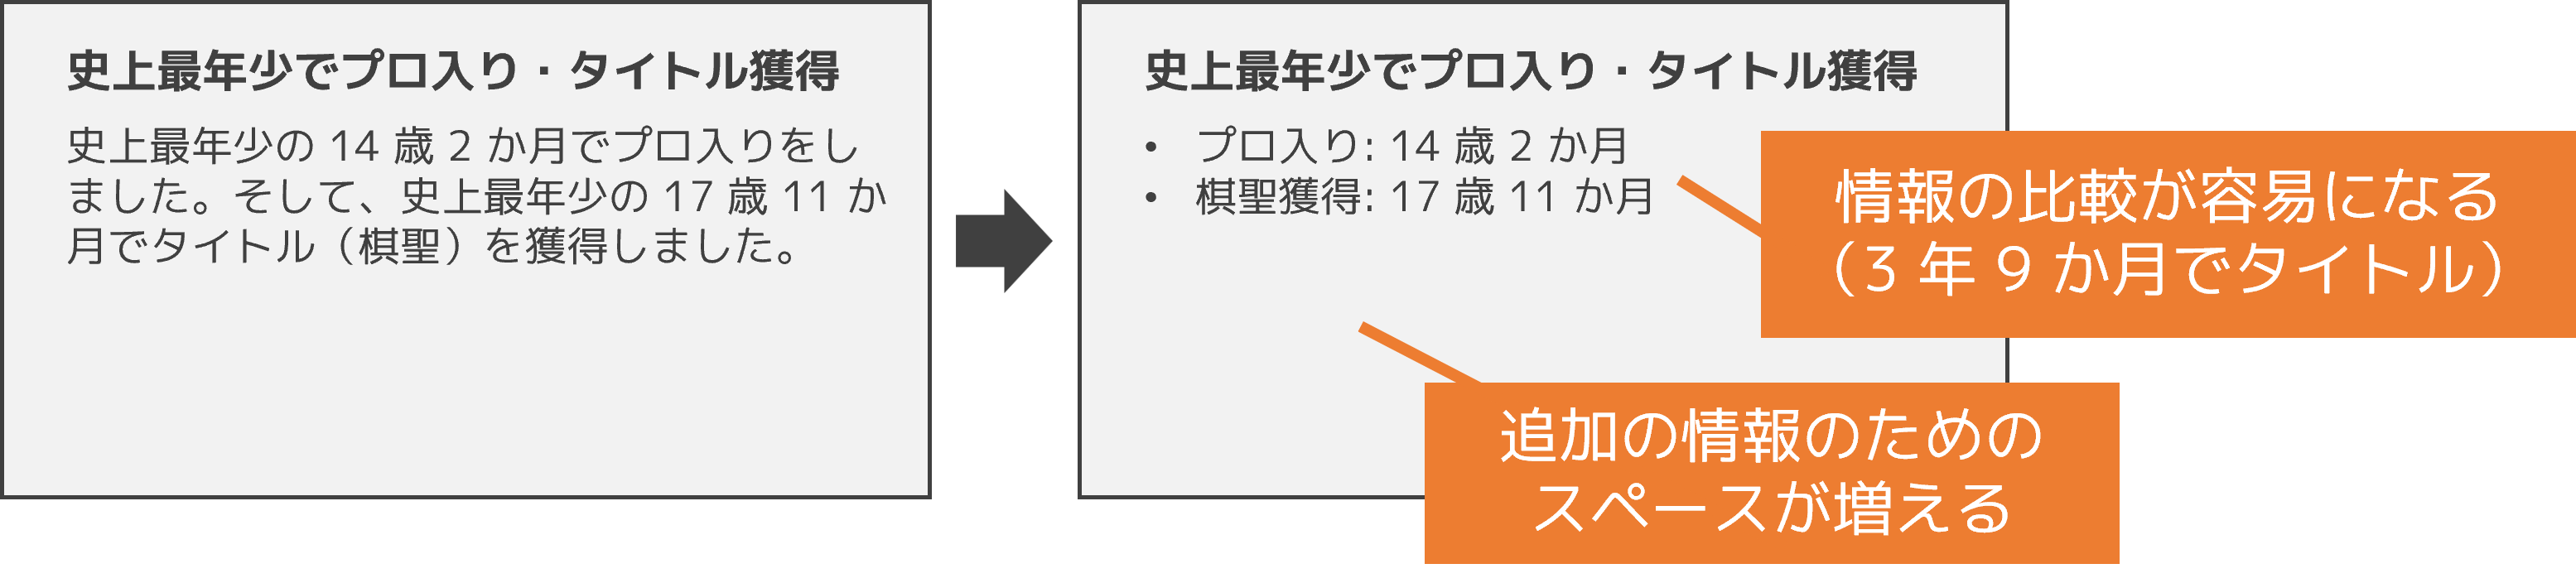 史上最年少でプロ入り・タイトル獲得
史上最年少の 14 歳 2 か月でプロ入りをし
ました。そして、史上最年少の 17 歳 11 か
月でタイトル（棋聖）を獲得しました。
史上最年少でプロ入り・タイトル獲得
• プロ入り: 14 歳 2 か月
• 棋聖獲得: 17 歳 11 か月
情報の比較が容易になる
（3 年 9 か月でタイトル）
追加の情報のための
スペースが増える